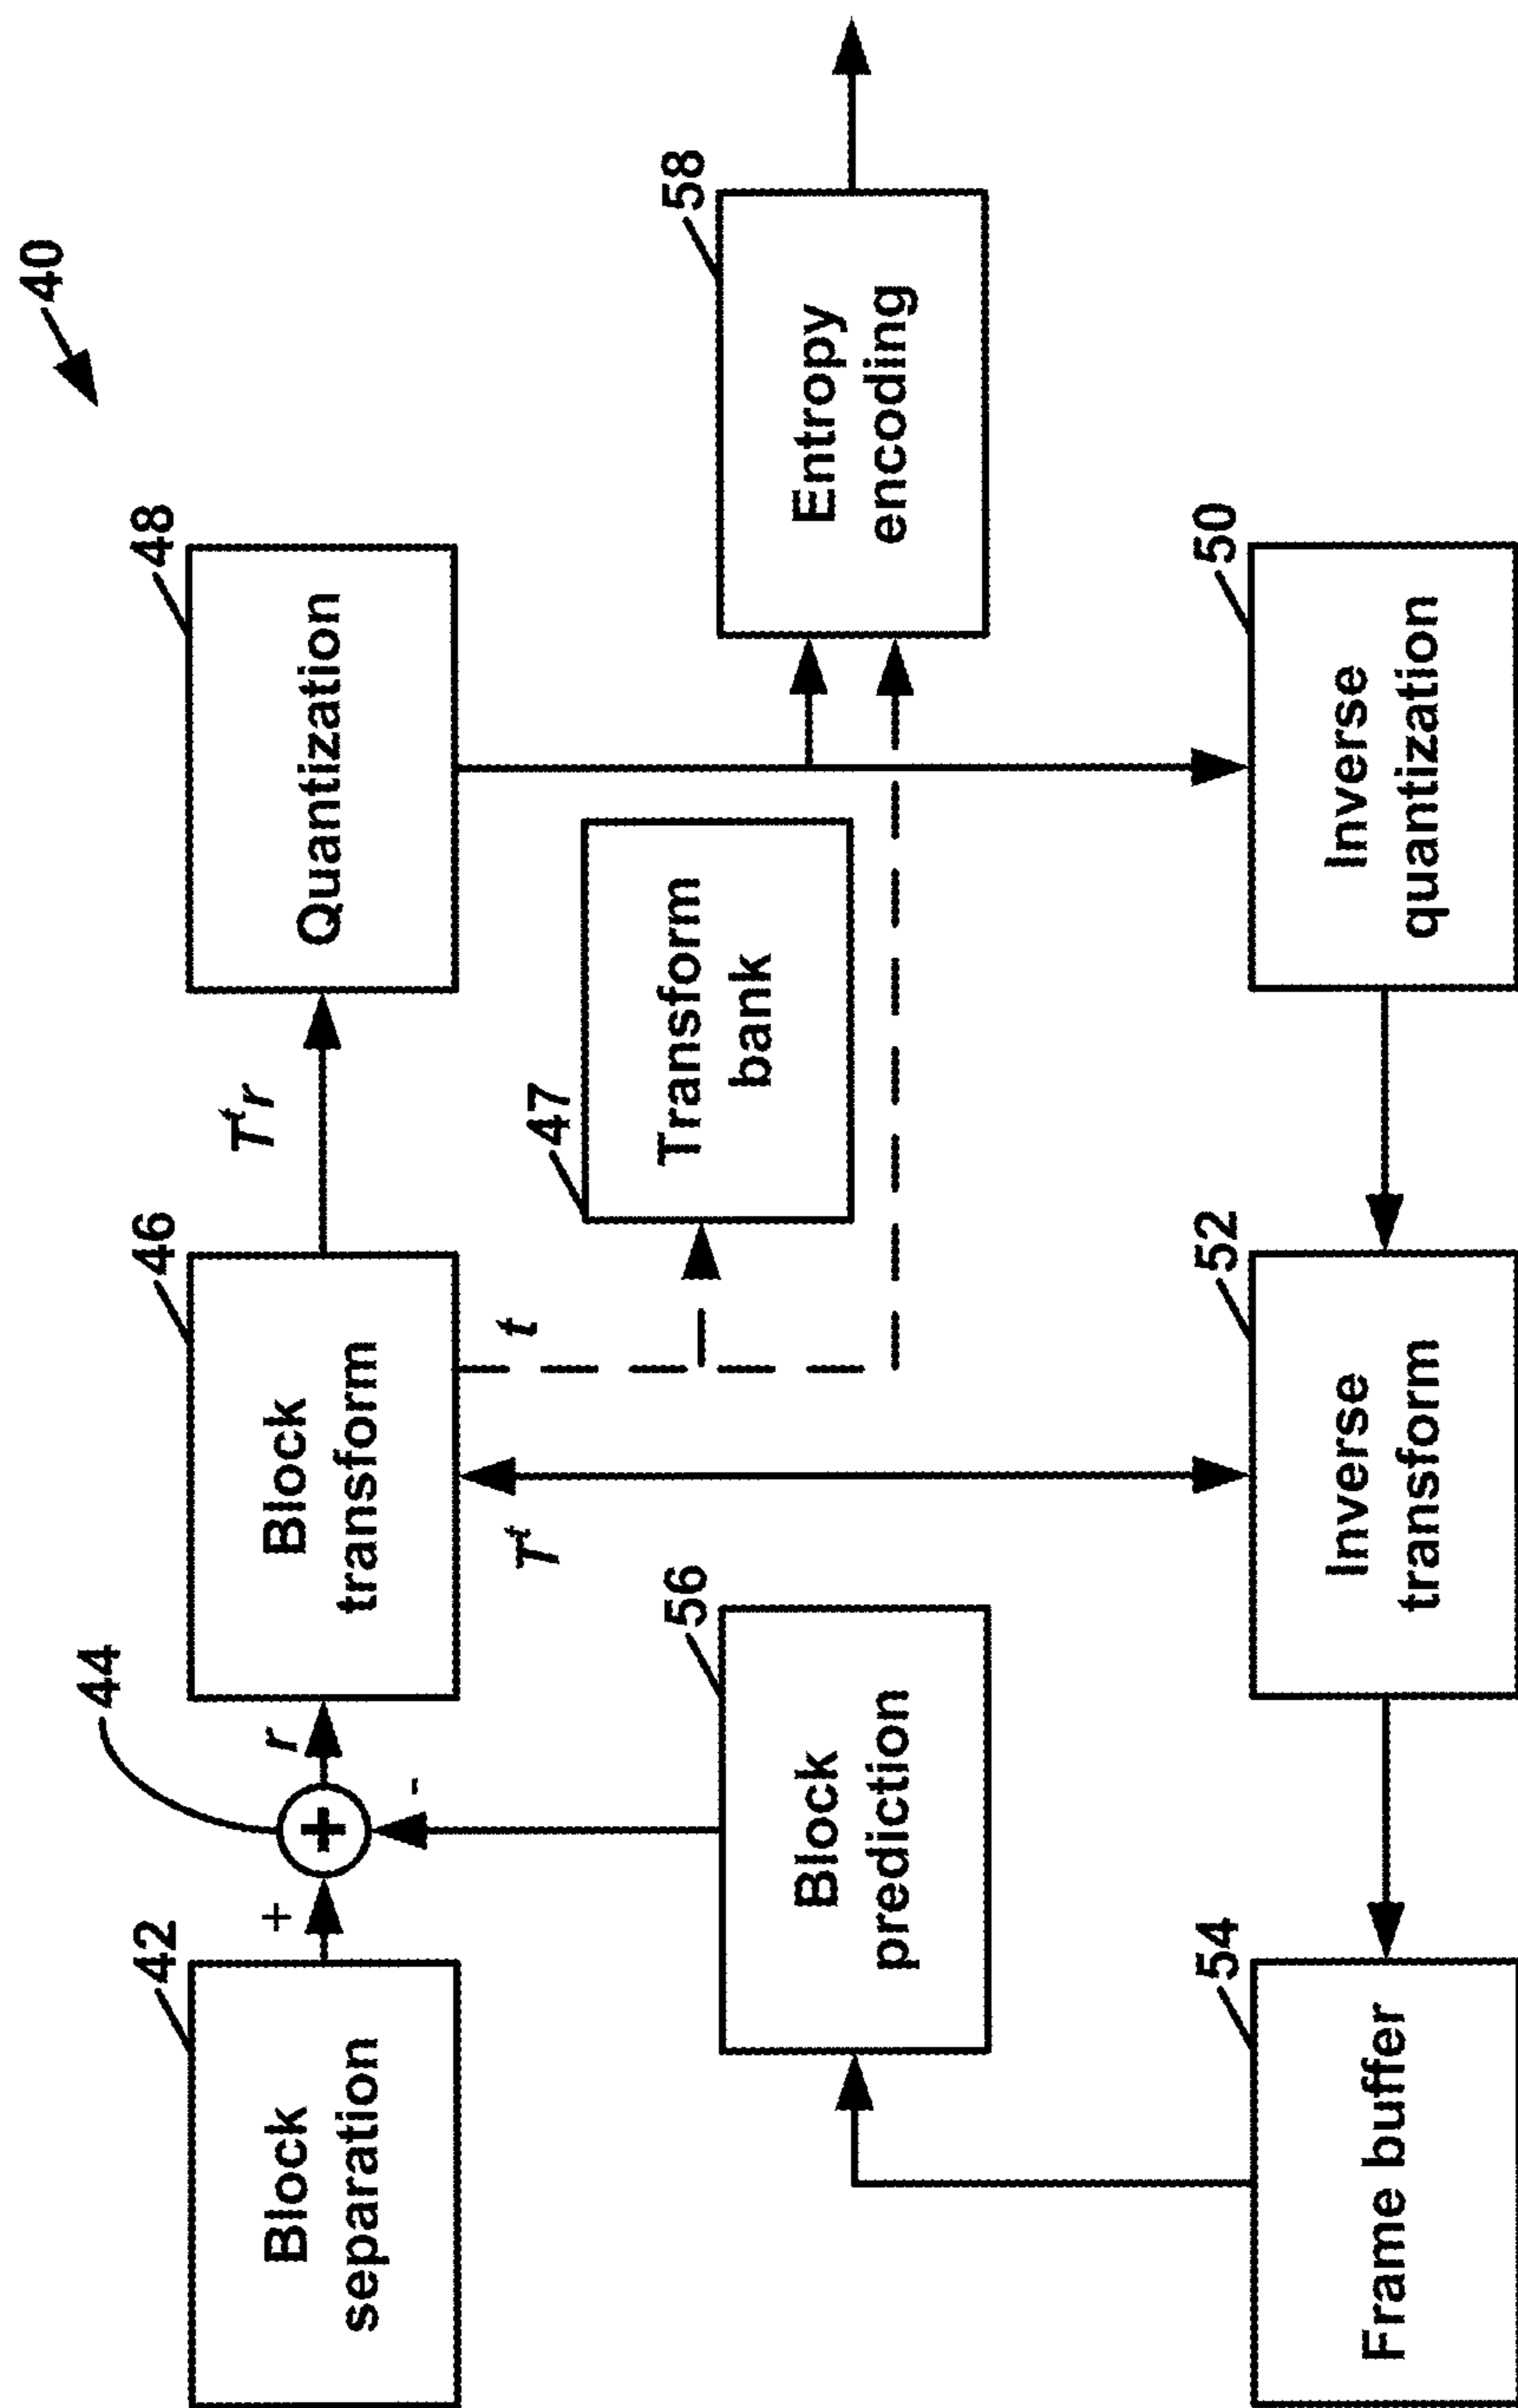 40
42
Block
separation
+
44
+
-
r
46
Block
transform
T^t r
48
Quantization
T^t
t
47
Transform
bank
56
Block
prediction
58
Entropy
encoding
54
Frame buffer
52
Inverse
transform
50
Inverse
quantization